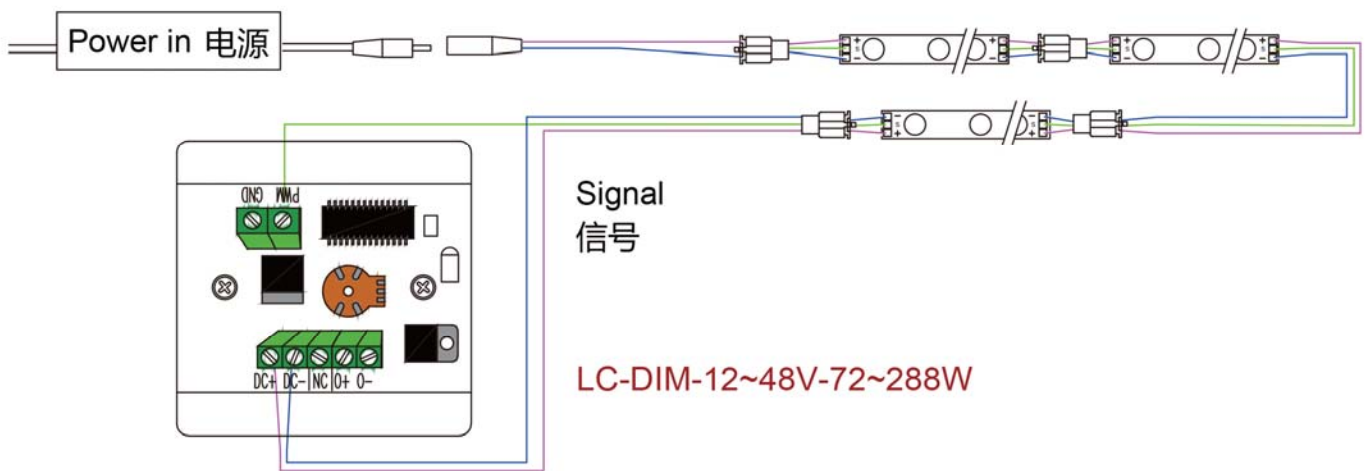 Power in 电源
+ S - + S - + S - + S -
- S + - S +
GND PWM
Signal
信号
DC+ DC- NC O+ O-
LC-DIM-12~48V-72~288W